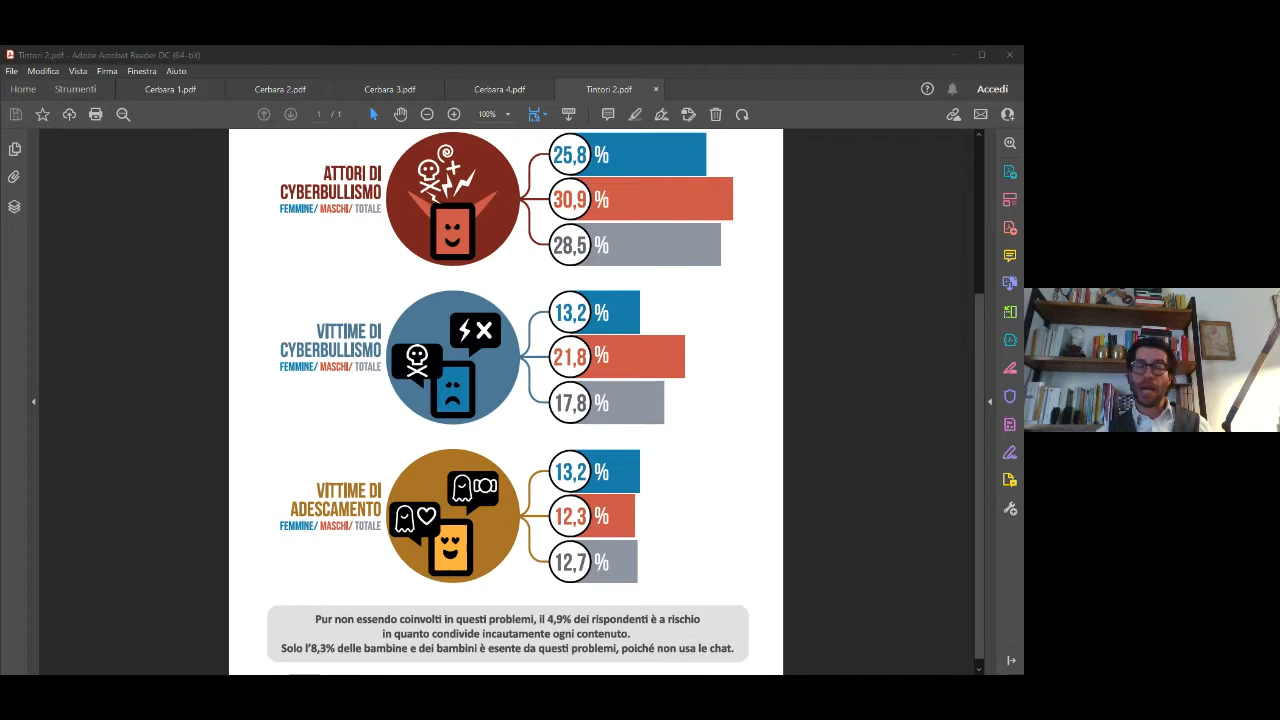 Tintori 2.pdf - Adobe Acrobat Reader DC (64-bit)
File Modifica Vista Firma Finestra Aiuto
Home Strumenti Cerbara 1.pdf Cerbara 2.pdf Cerbara 3.pdf Cerbara 4.pdf Tintori 2.pdf × Accedi
1 / 1 100%
ATTORI DI
CYBERBULLISMO
FEMMINE/ MASCHI/ TOTALE
25,8 %
30,9 %
28,5 %
VITTIME DI
CYBERBULLISMO
FEMMINE/ MASCHI/ TOTALE
13,2 %
21,8 %
17,8 %
VITTIME DI
ADESCAMENTO
FEMMINE/ MASCHI/ TOTALE
13,2 %
12,3 %
12,7 %
Pur non essendo coinvolti in questi problemi, il 4,9% dei rispondenti è a rischio
in quanto condivide incautamente ogni contenuto.
Solo l'8,3% delle bambine e dei bambini è esente da questi problemi, poiché non usa le chat.